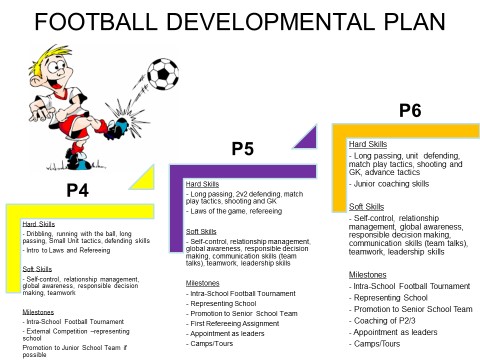 FOOTBALL DEVELOPMENTAL PLAN
P4
Hard Skills
- Dribbling, running with the ball, long
passing, Small Unit tactics, defending skills
- Intro to Laws and Refereeing
Soft Skills
- Self-control, relationship management,
global awareness, responsible decision
making, teamwork
Milestones
- Intra-School Football Tournament
- External Competition –representing
school
Promotion to Junior School Team if
possible
P5
Hard Skills
- Long passing, 2v2 defending, match
play tactics, shooting and GK
- Laws of the game, refereeing
Soft Skills
- Self-control, relationship management,
global awareness, responsible decision
making, communication skills (team
talks), teamwork, leadership skills
Milestones
- Intra-School Football Tournament
- Representing School
- Promotion to Senior School Team
- First Refereeing Assignment
- Appointment as leaders
- Camps/Tours
P6
Hard Skills
- Long passing, unit defending,
match play tactics, shooting and
GK, advance tactics
- Junior coaching skills
Soft Skills
- Self-control, relationship
management, global awareness,
responsible decision making,
communication skills (team talks),
teamwork, leadership skills
Milestones
- Intra-School Football Tournament
- Representing School
- Promotion to Senior School Team
- Coaching of P2/3
- Appointment as leaders
- Camps/Tours